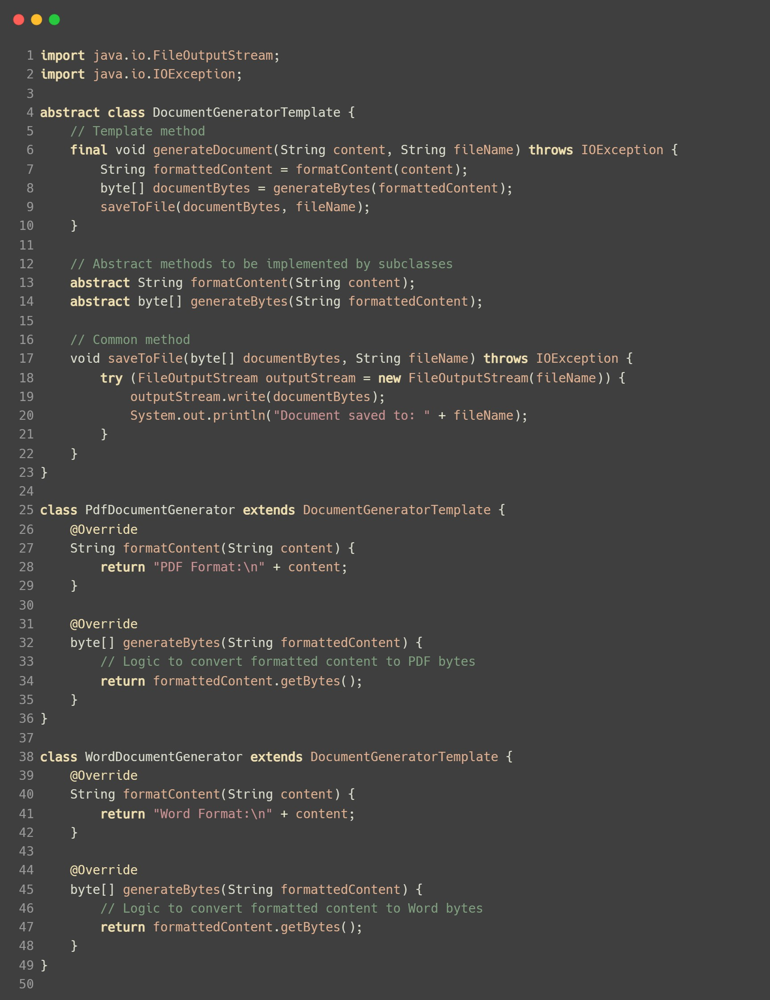 1 import java.io.FileOutputStream;
2 import java.io.IOException;
3
4 abstract class DocumentGeneratorTemplate {
5     // Template method
6     final void generateDocument(String content, String fileName) throws IOException {
7         String formattedContent = formatContent(content);
8         byte[] documentBytes = generateBytes(formattedContent);
9         saveToFile(documentBytes, fileName);
10     }
11
12     // Abstract methods to be implemented by subclasses
13     abstract String formatContent(String content);
14     abstract byte[] generateBytes(String formattedContent);
15
16     // Common method
17     void saveToFile(byte[] documentBytes, String fileName) throws IOException {
18         try (FileOutputStream outputStream = new FileOutputStream(fileName)) {
19             outputStream.write(documentBytes);
20             System.out.println("Document saved to: " + fileName);
21         }
22     }
23 }
24
25 class PdfDocumentGenerator extends DocumentGeneratorTemplate {
26     @Override
27     String formatContent(String content) {
28         return "PDF Format:\n" + content;
29     }
30
31     @Override
32     byte[] generateBytes(String formattedContent) {
33         // Logic to convert formatted content to PDF bytes
34         return formattedContent.getBytes();
35     }
36 }
37
38 class WordDocumentGenerator extends DocumentGeneratorTemplate {
39     @Override
40     String formatContent(String content) {
41         return "Word Format:\n" + content;
42     }
43
44     @Override
45     byte[] generateBytes(String formattedContent) {
46         // Logic to convert formatted content to Word bytes
47         return formattedContent.getBytes();
48     }
49 }
50